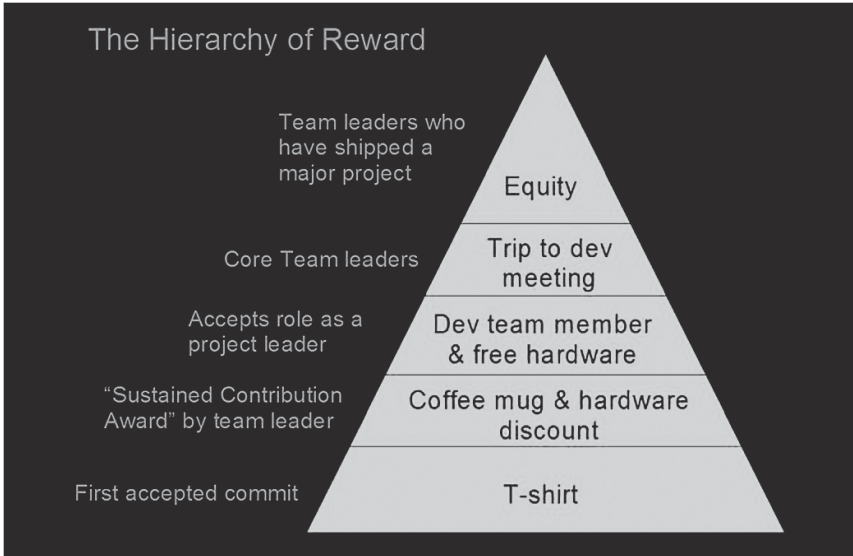 The Hierarchy of Reward
Team leaders who
have shipped a
major project
Equity
Core Team leaders
Trip to dev
meeting
Accepts role as a
project leader
Dev team member
& free hardware
“Sustained Contribution
Award” by team leader
Coffee mug & hardware
discount
First accepted commit
T-shirt